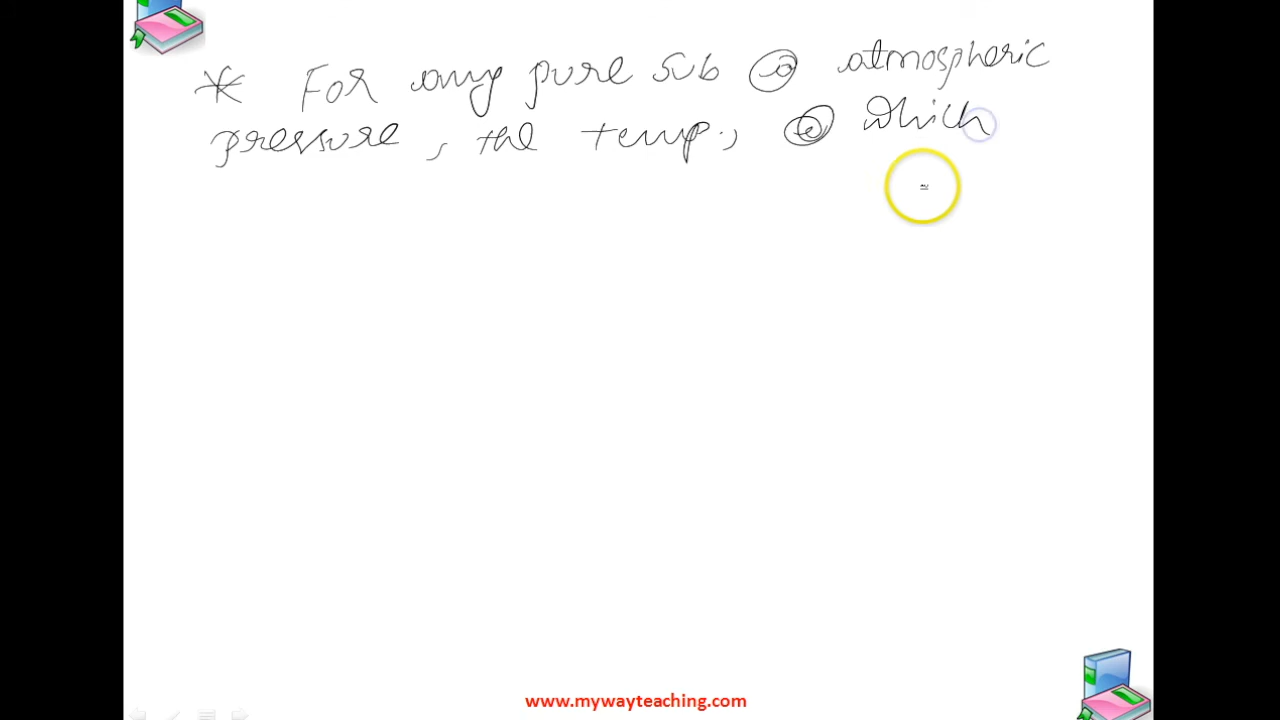 * For any pure sub @ atmospheric
pressure, the temp., @ which
www.mywayteaching.com